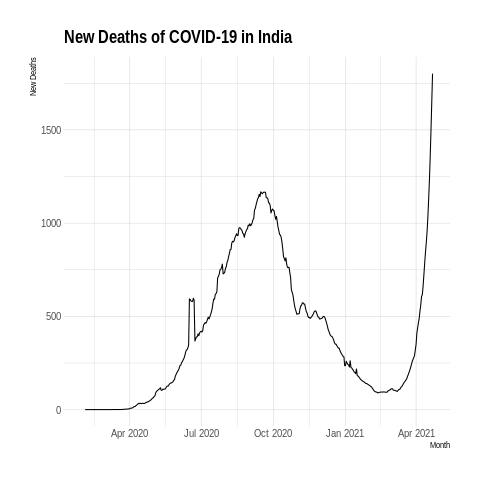 New Deaths of COVID-19 in India
New Deaths
1500
1000
500
0
Apr 2020 Jul 2020 Oct 2020 Jan 2021 Apr 2021
Month